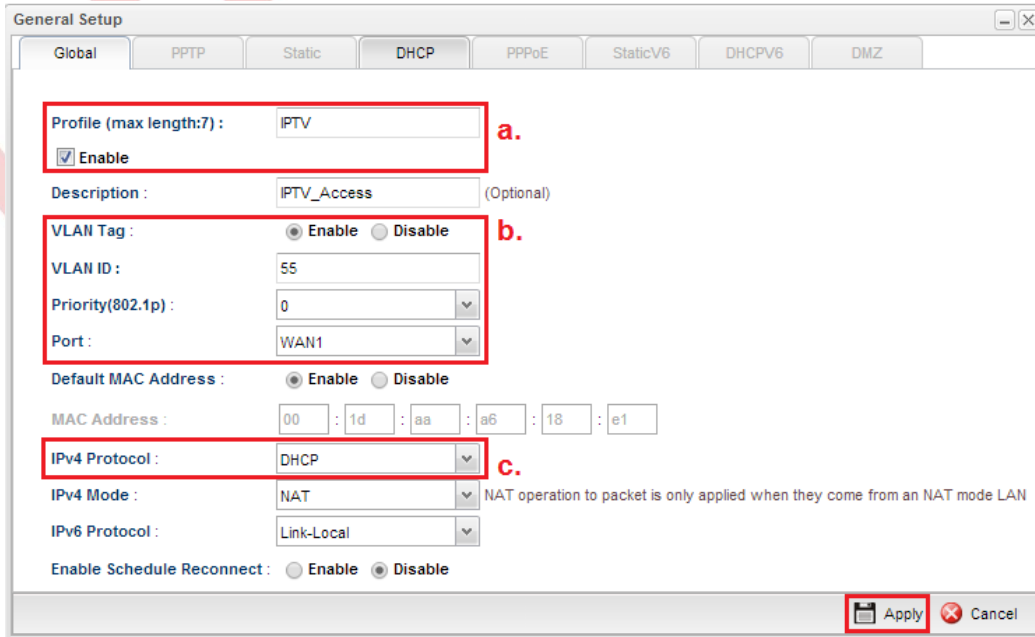 General Setup
Global PPTP Static DHCP PPPoE StaticV6 DHCPV6 DMZ
Profile (max length:7) : IPTV a.
Enable
Description : IPTV_Access (Optional)
VLAN Tag : Enable Disable b.
VLAN ID : 55
Priority(802.1p) : 0
Port : WAN1
Default MAC Address : Enable Disable
MAC Address : 00 : 1d : aa : a6 : 18 : e1
IPv4 Protocol : DHCP c.
IPv4 Mode : NAT NAT operation to packet is only applied when they come from an NAT mode LAN
IPv6 Protocol : Link-Local
Enable Schedule Reconnect : Enable Disable
Apply Cancel